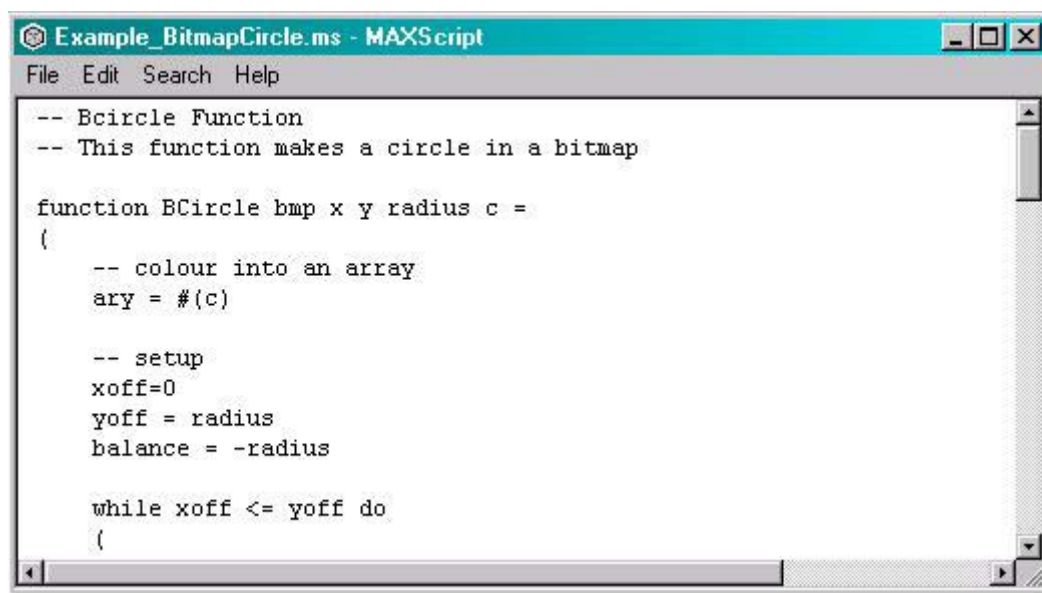 Example_BitmapCircle.ms - MAXScript
File Edit Search Help
-- Bcircle Function
-- This function makes a circle in a bitmap
function BCircle bmp x y radius c =
(
-- colour into an array
ary = #(c)
-- setup
xoff=0
yoff = radius
balance = -radius
while xoff <= yoff do
(